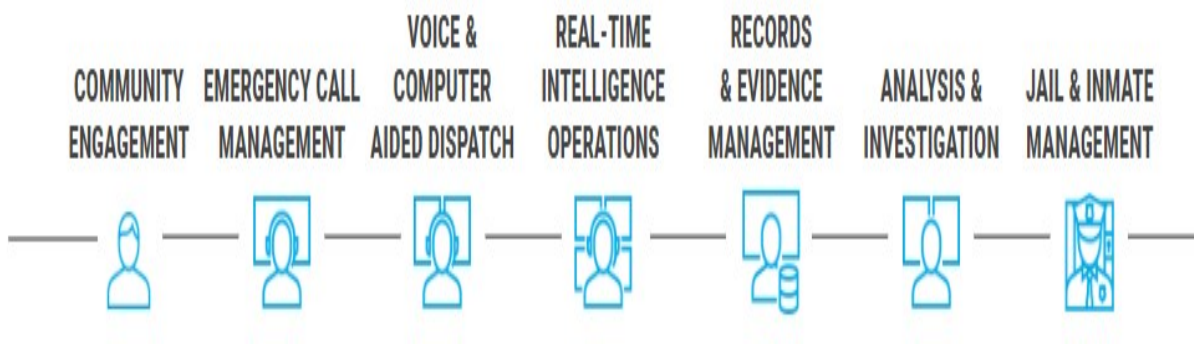 COMMUNITY
ENGAGEMENT
EMERGENCY CALL
MANAGEMENT
VOICE &
COMPUTER
AIDED DISPATCH
REAL-TIME
INTELLIGENCE
OPERATIONS
RECORDS
& EVIDENCE
MANAGEMENT
ANALYSIS &
INVESTIGATION
JAIL & INMATE
MANAGEMENT